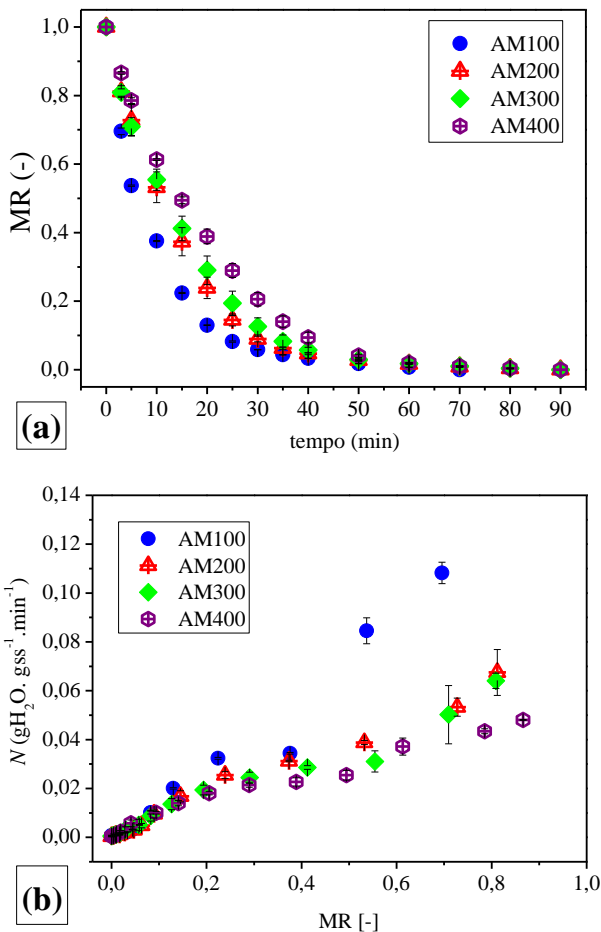 1,0
0,8
0,6
0,4
0,2
0,0
MR (-)
AM100
AM200
AM300
AM400
0 10 20 30 40 50 60 70 80 90
tempo (min)
(a)
0,14
0,12
0,10
0,08
0,06
0,04
0,02
0,00
N (gH₂O. gss⁻¹.min⁻¹)
AM100
AM200
AM300
AM400
0,0 0,2 0,4 0,6 0,8 1,0
MR [-]
(b)